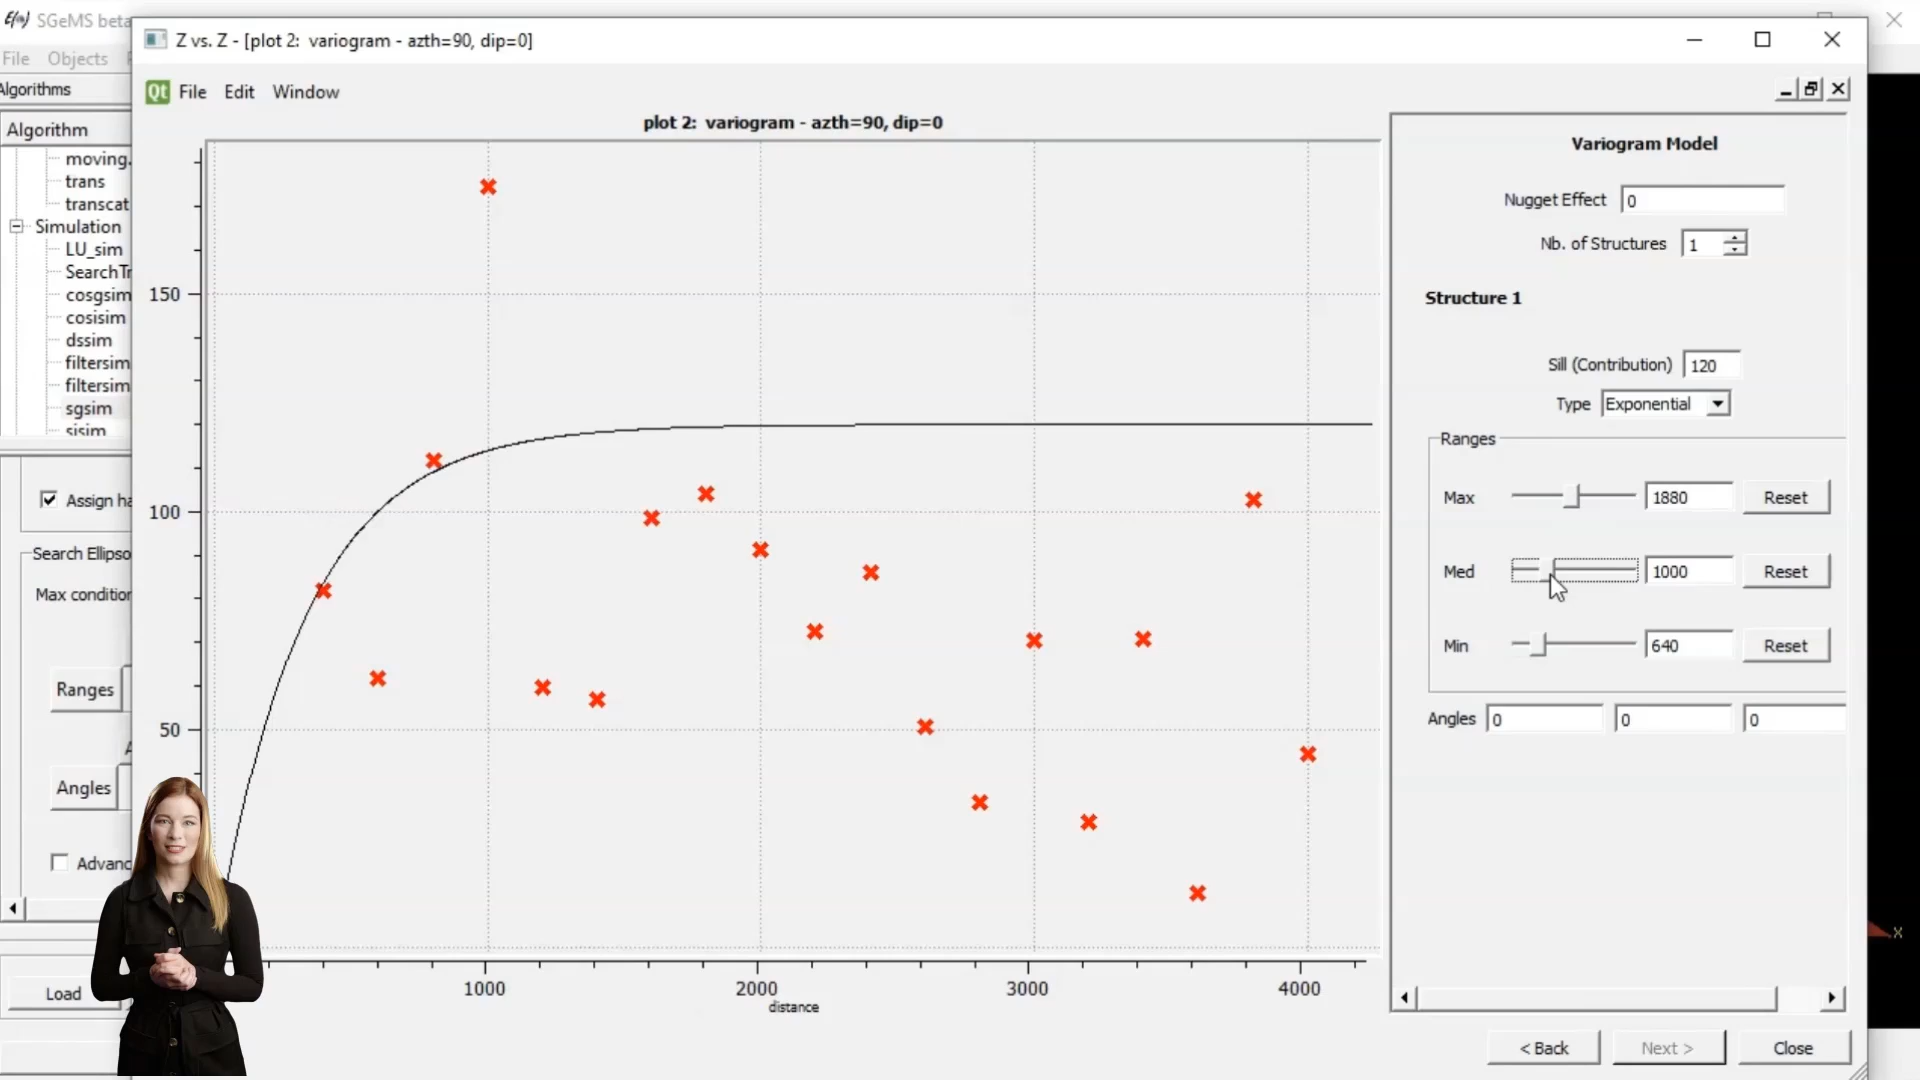 SGeMS beta
Z vs. Z - [plot 2: variogram - azth=90, dip=0]
File Objects
Qt File Edit Window
Algorithms
plot 2: variogram - azth=90, dip=0
Algorithm
moving.
trans
transcat
Simulation
LU_sim
SearchTr
cosgsim
cosisim
dssim
filtersim
filtersim
sgsim
sisim
Assign ha
Search Ellipso
Max condition
Ranges
A
Angles
Advanc
Load
150
100
50
1000 2000 3000 4000
distance
Variogram Model
Nugget Effect 0
Nb. of Structures 1
Structure 1
Sill (Contribution) 120
Type Exponential
Ranges
Max 1880 Reset
Med 1000 Reset
Min 640 Reset
Angles 0 0 0
X
< Back Next > Close